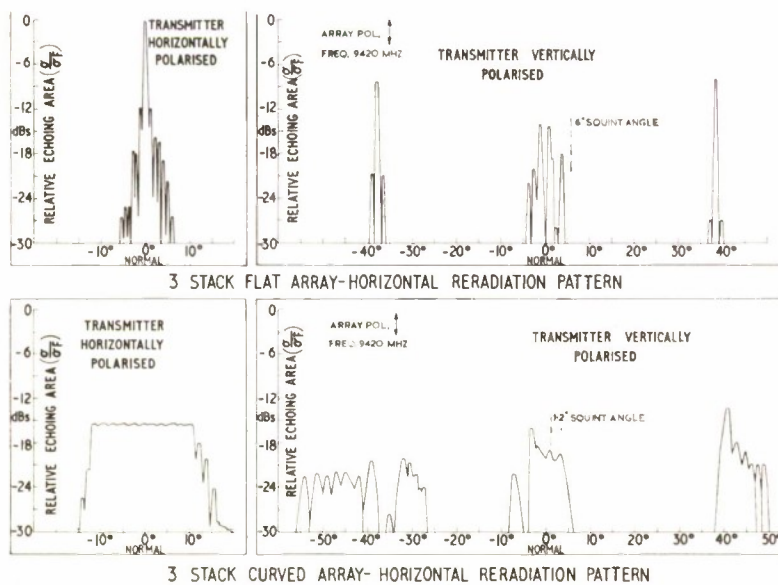 TRANSMITTER
HORIZONTALLY
POLARISED
RELATIVE ECHOING AREA (σ/σF)
0
-6
-12
dBs
-18
-24
-30
-10°
0°
10°
NORMAL
ARRAY POL,
FREQ. 9420 MHZ
TRANSMITTER VERTICALLY
POLARISED
6° SQUINT ANGLE
RELATIVE ECHOING AREA (σ/σF)
0
-6
-12
dBs
-18
-24
-30
-40°
-30°
-20°
-10°
0°
10°
20°
30°
40°
NORMAL
3 STACK FLAT ARRAY-HORIZONTAL RERADIATION PATTERN
TRANSMITTER
HORIZONTALLY
POLARISED
RELATIVE ECHOING AREA (σ/σF)
0
-6
-12
dBs
-18
-24
-30
-10°
0°
10°
NORMAL
ARRAY POL,
FREQ. 9420 MHZ
TRANSMITTER VERTICALLY
POLARISED
SQUINT ANGLE
RELATIVE ECHOING AREA (σ/σF)
0
-6
-12
dBs
-18
-24
-30
-50°
-40°
-30°
-20°
-10°
0°
10°
20°
30°
40°
50°
NORMAL
3 STACK CURVED ARRAY- HORIZONTAL RERADIATION PATTERN